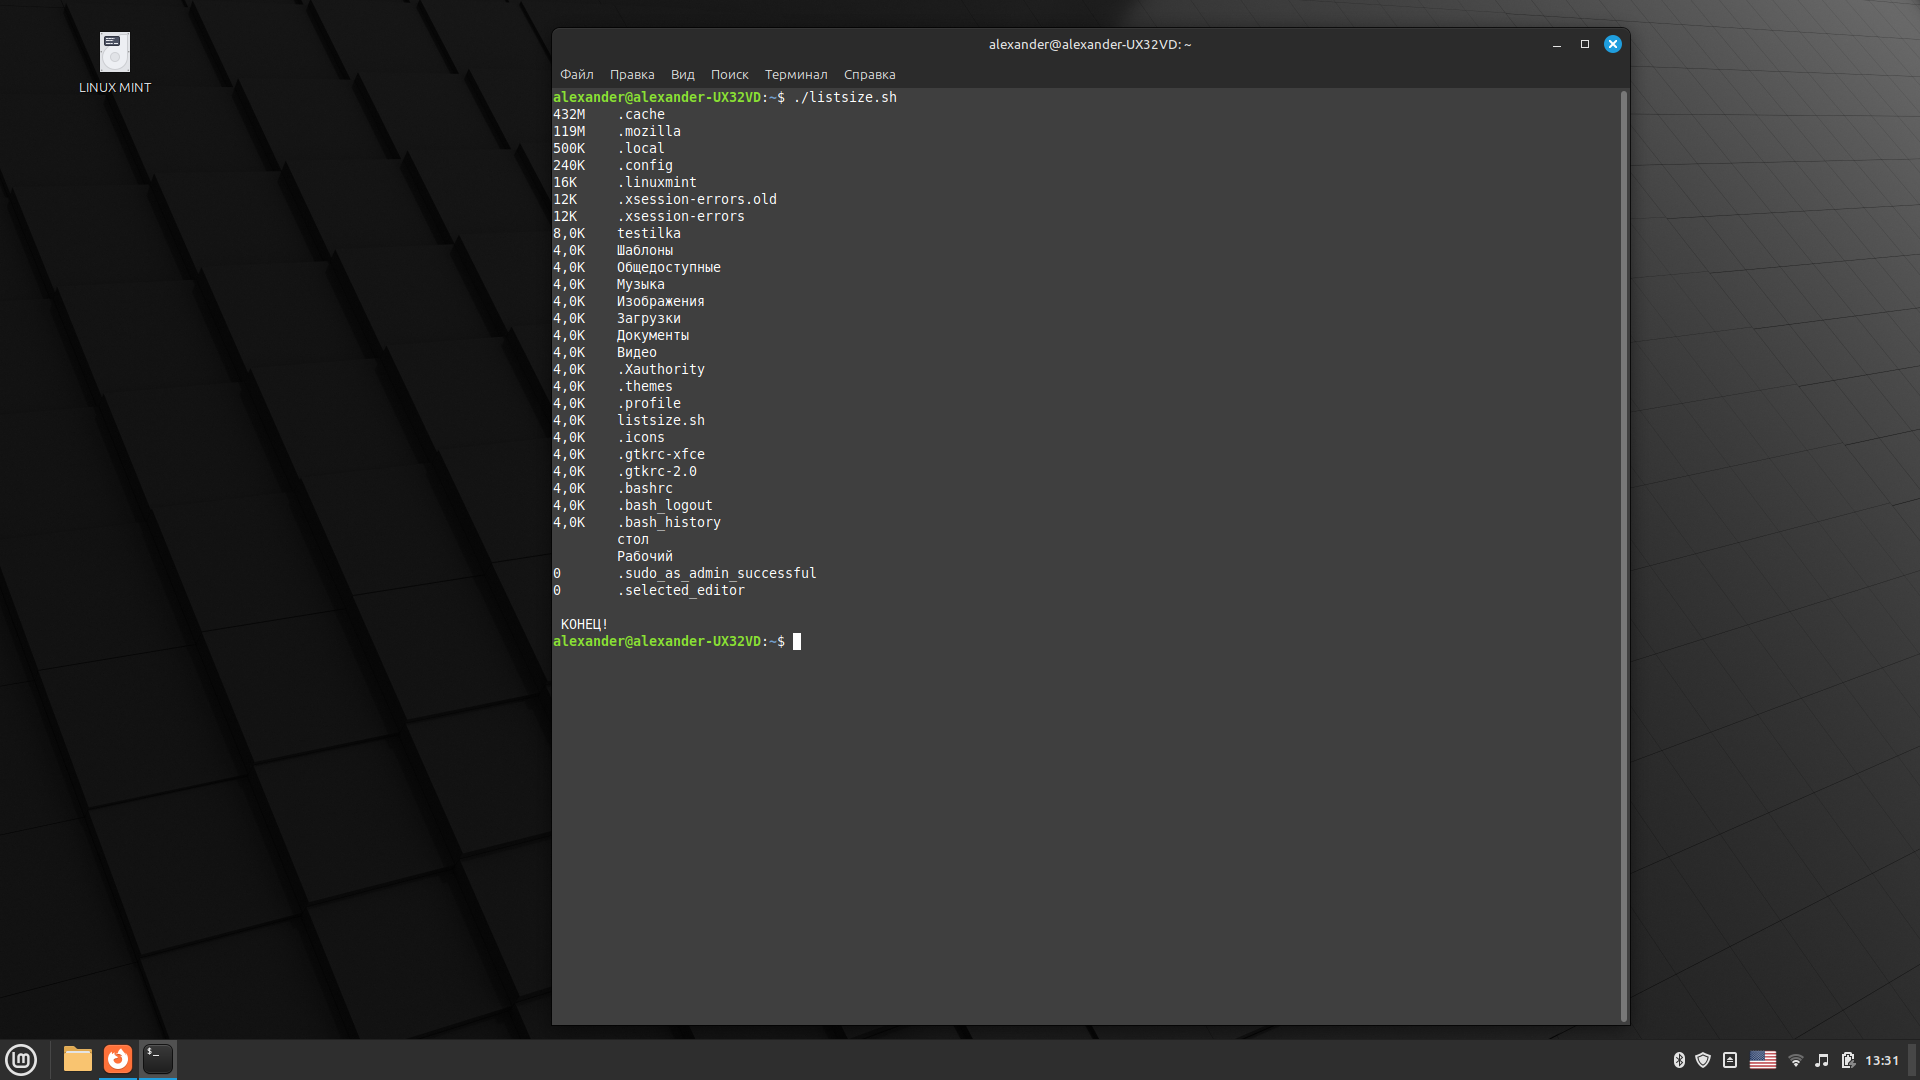 LINUX MINT
alexander@alexander-UX32VD: ~
Файл Правка Вид Поиск Терминал Справка
alexander@alexander-UX32VD:~$ ./listsize.sh
432M .cache
119M .mozilla
500K .local
240K .config
16K .linuxmint
12K .xsession-errors.old
12K .xsession-errors
8,0K testilka
4,0K Шаблоны
4,0K Общедоступные
4,0K Музыка
4,0K Изображения
4,0K Загрузки
4,0K Документы
4,0K Видео
4,0K .Xauthority
4,0K .themes
4,0K .profile
4,0K listsize.sh
4,0K .icons
4,0K .gtkrc-xfce
4,0K .gtkrc-2.0
4,0K .bashrc
4,0K .bash_logout
4,0K .bash_history
стол
Рабочий
0 .sudo_as_admin_successful
0 .selected_editor
КОНЕЦ!
alexander@alexander-UX32VD:~$
13:31